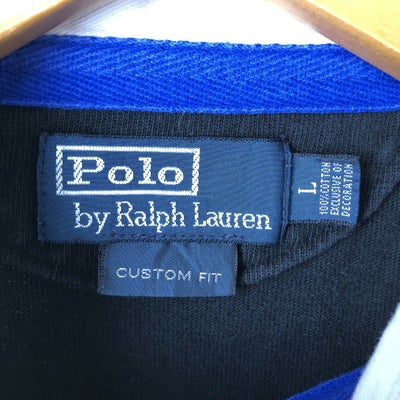 Polo
by Ralph Lauren
CUSTOM FIT
L
100% COTTON
EXCLUSIVE OF
DECORATION